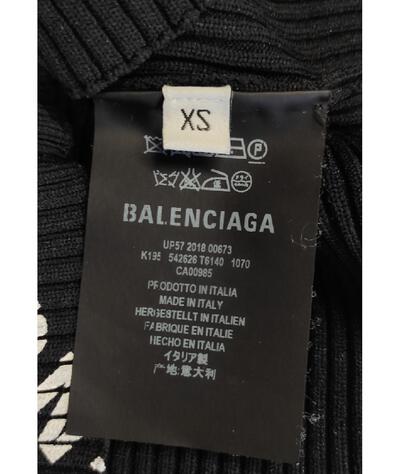 XS
BALENCIAGA
UP57 2018 00673
K195 542626 T6140 1070
CA00985
PRODOTTO IN ITALIA
MADE IN ITALY
HERGESTELLT IN ITALIEN
FABRIQUE EN ITALIE
HECHO EN ITALIA
イタリア製
产地:意大利